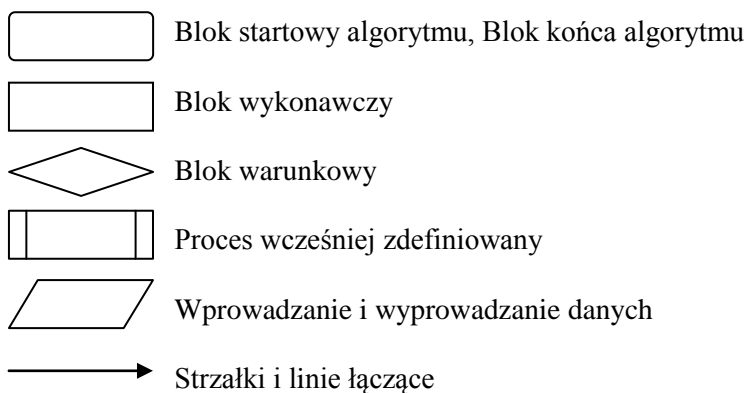 Blok startowy algorytmu, Blok końca algorytmu
Blok wykonawczy
Blok warunkowy
Proces wcześniej zdefiniowany
Wprowadzanie i wyprowadzanie danych
Strzałki i linie łączące